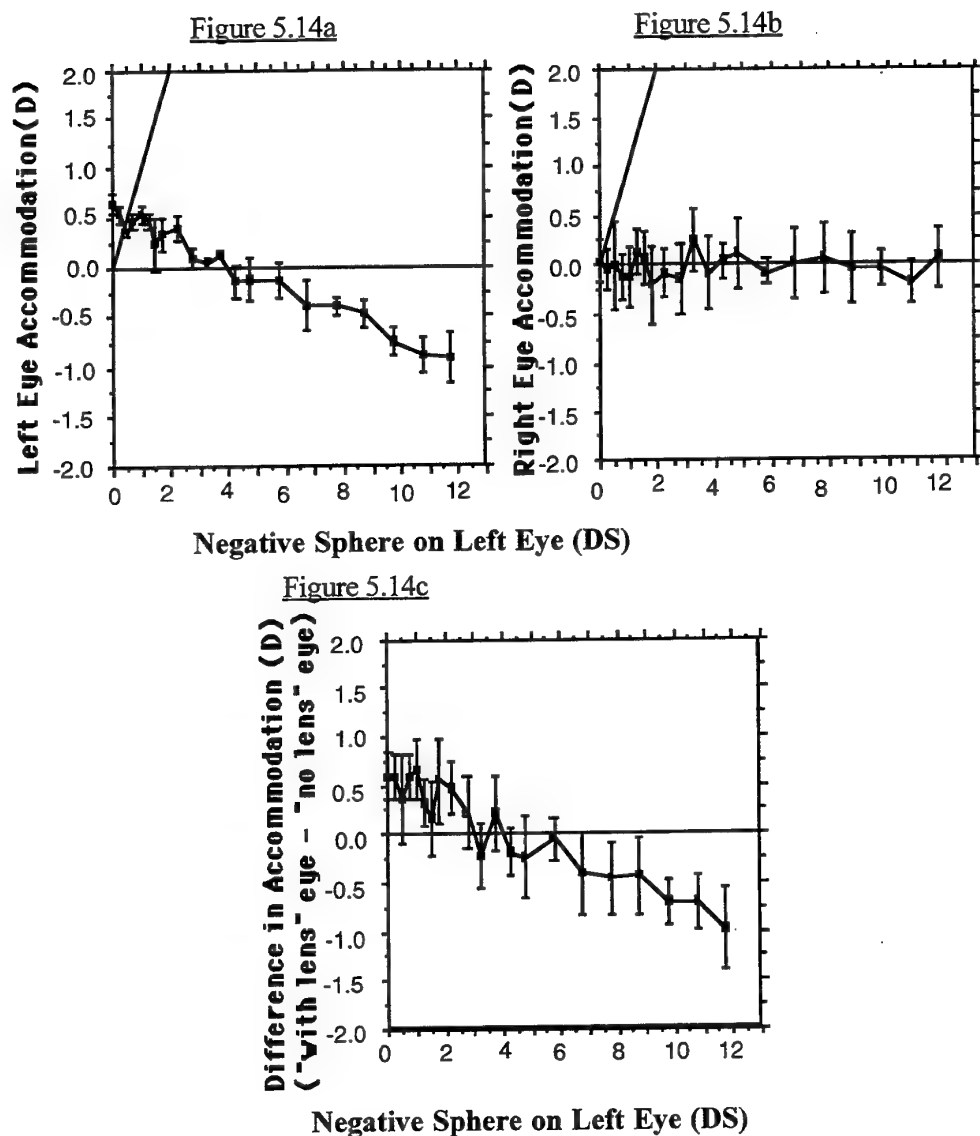 Figure 5.14a
Figure 5.14b
Left Eye Accommodation(D)
2.0
1.5
1.0
0.5
0.0
-0.5
-1.0
-1.5
-2.0
0 2 4 6 8 10 12
Right Eye Accommodation(D)
2.0
1.5
1.0
0.5
0.0
-0.5
-1.0
-1.5
-2.0
0 2 4 6 8 10 12
Negative Sphere on Left Eye (DS)
Figure 5.14c
Difference in Accommodation (D)
("with lens" eye - "no lens" eye)
2.0
1.5
1.0
0.5
0.0
-0.5
-1.0
-1.5
-2.0
0 2 4 6 8 10 12
Negative Sphere on Left Eye (DS)